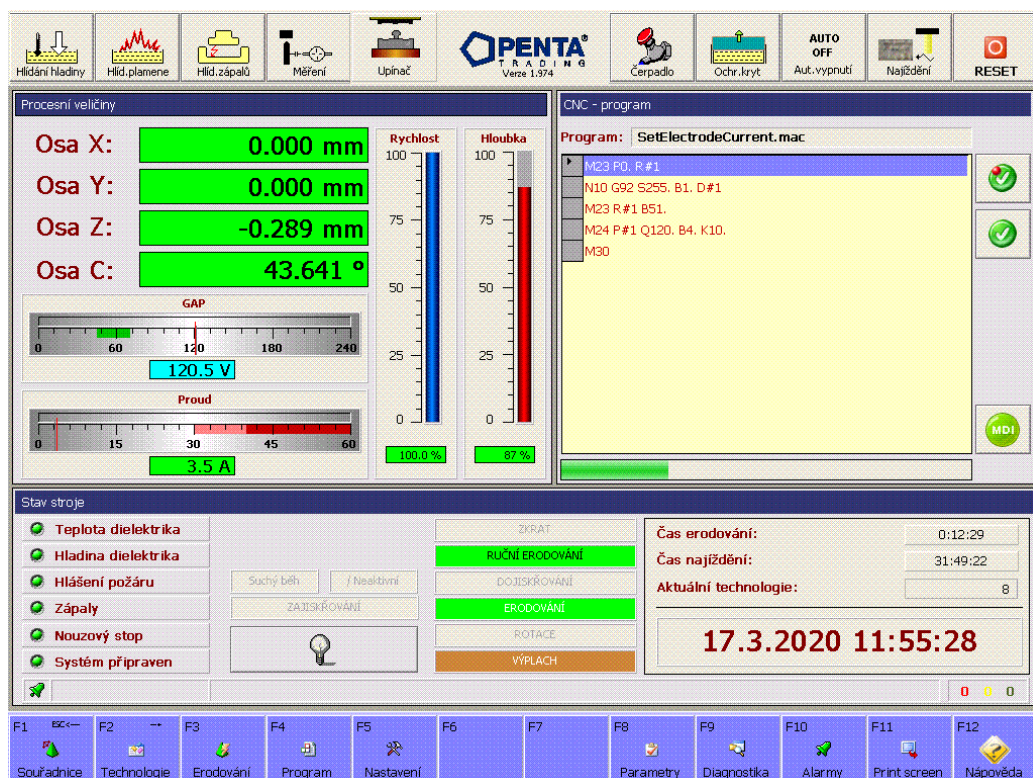 Hlídání hladiny
Hlíd.plamene
Hlíd.zápalů
Měření
Upínač
PENTA®
TRADING
Verze 1.974
Čerpadlo
Ochr.kryt
AUTO
OFF
Aut.vypnutí
Najíždění
RESET
Procesní veličiny
Osa X: 0.000 mm
Osa Y: 0.000 mm
Osa Z: -0.289 mm
Osa C: 43.641 º
GAP
0 60 120 180 240
120.5 V
Proud
0 15 30 45 60
3.5 A
Rychlost
100
75
50
25
0
100.0 %
Hloubka
100
75
50
25
0
87 %
CNC - program
Program: SetElectrodeCurrent.mac
M23 P0. R#1
N10 G92 S255. B1. D#1
M23 R#1 B51.
M24 P#1 Q120. B4. K10.
M30
MDI
Stav stroje
Teplota dielektrika
Hladina dielektrika
Hlášení požáru
Zápaly
Nouzový stop
Systém připraven
Suchý běh / Neaktivní
ZAJISKŘOVÁNÍ
ZKRAT
RUČNÍ ERODOVÁNÍ
DOJISKŘOVÁNÍ
ERODOVÁNÍ
ROTACE
VÝPLACH
Čas erodování: 0:12:29
Čas najíždění: 31:49:22
Aktuální technologie: 8
17.3.2020 11:55:28
0 0 0
F1 ESC<— Souřadnice
F2 Technologie
F3 Erodování
F4 Program
F5 Nastavení
F6
F7
F8 Parametry
F9 Diagnostika
F10 Alarmy
F11 Print screen
F12 Nápověda